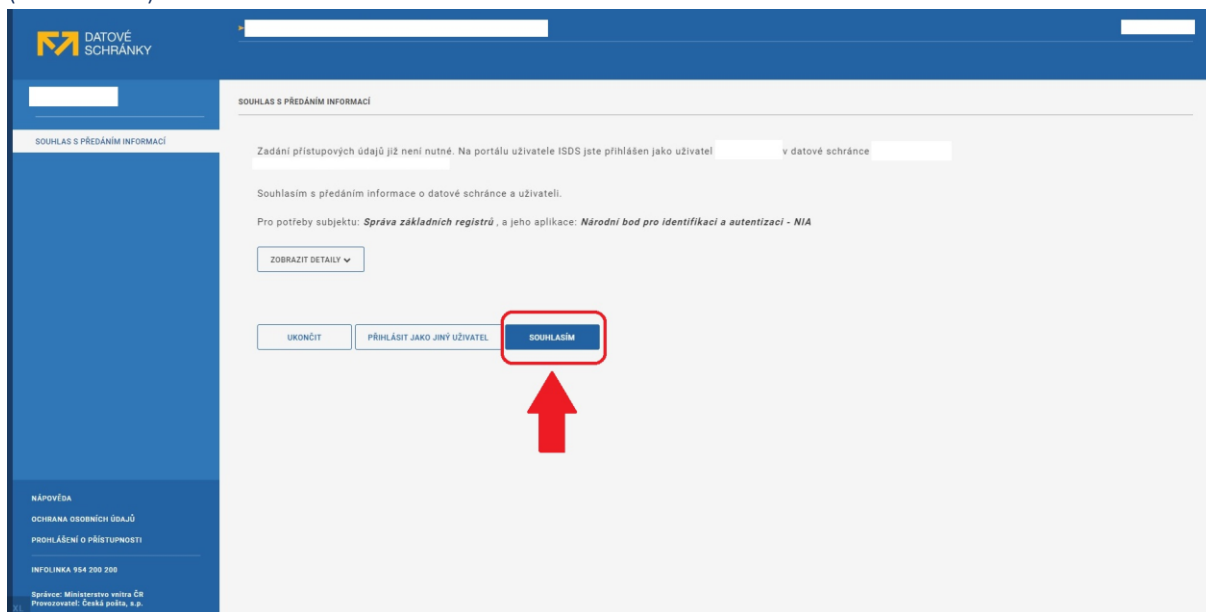 DATOVÉ
SCHRÁNKY
SOUHLAS S PŘEDÁNÍM INFORMACÍ
SOUHLAS S PŘEDÁNÍM INFORMACÍ
Zadání přístupových údajů již není nutné. Na portálu uživatele ISDS jste přihlášen jako uživatel v datové schránce
Souhlasím s předáním informace o datové schránce a uživateli.
Pro potřeby subjektu: Správa základních registrů , a jeho aplikace: Národní bod pro identifikaci a autentizaci - NIA
ZOBRAZIT DETAILY
UKONČIT PŘIHLÁSIT JAKO JINÝ UŽIVATEL SOUHLASÍM
NÁPOVĚDA
OCHRANA OSOBNÍCH ÚDAJŮ
PROHLÁŠENÍ O PŘÍSTUPNOSTI
INFOLINKA 954 200 200
Správce: Ministerstvo vnitra ČR
Provozovatel: Česká pošta, s.p.
XL